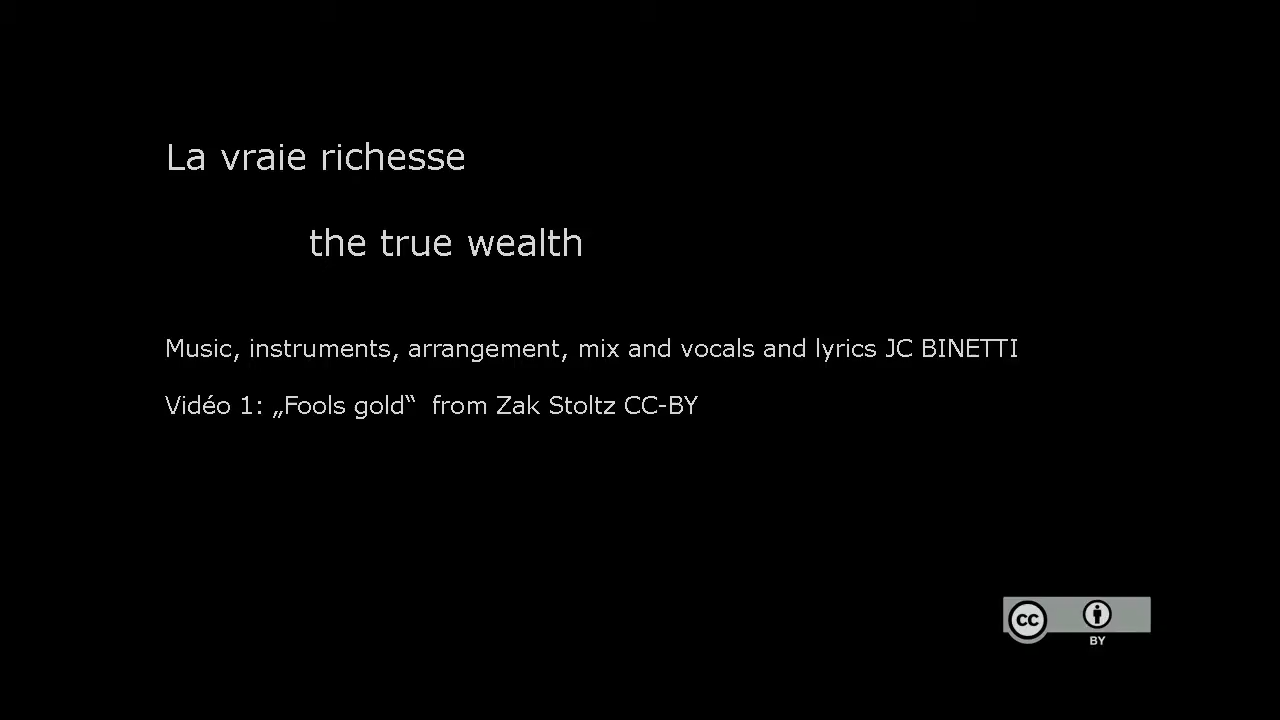 La vraie richesse
the true wealth
Music, instruments, arrangement, mix and vocals and lyrics JC BINETTI
Vidéo 1: „Fools gold“ from Zak Stoltz CC-BY
CC
BY